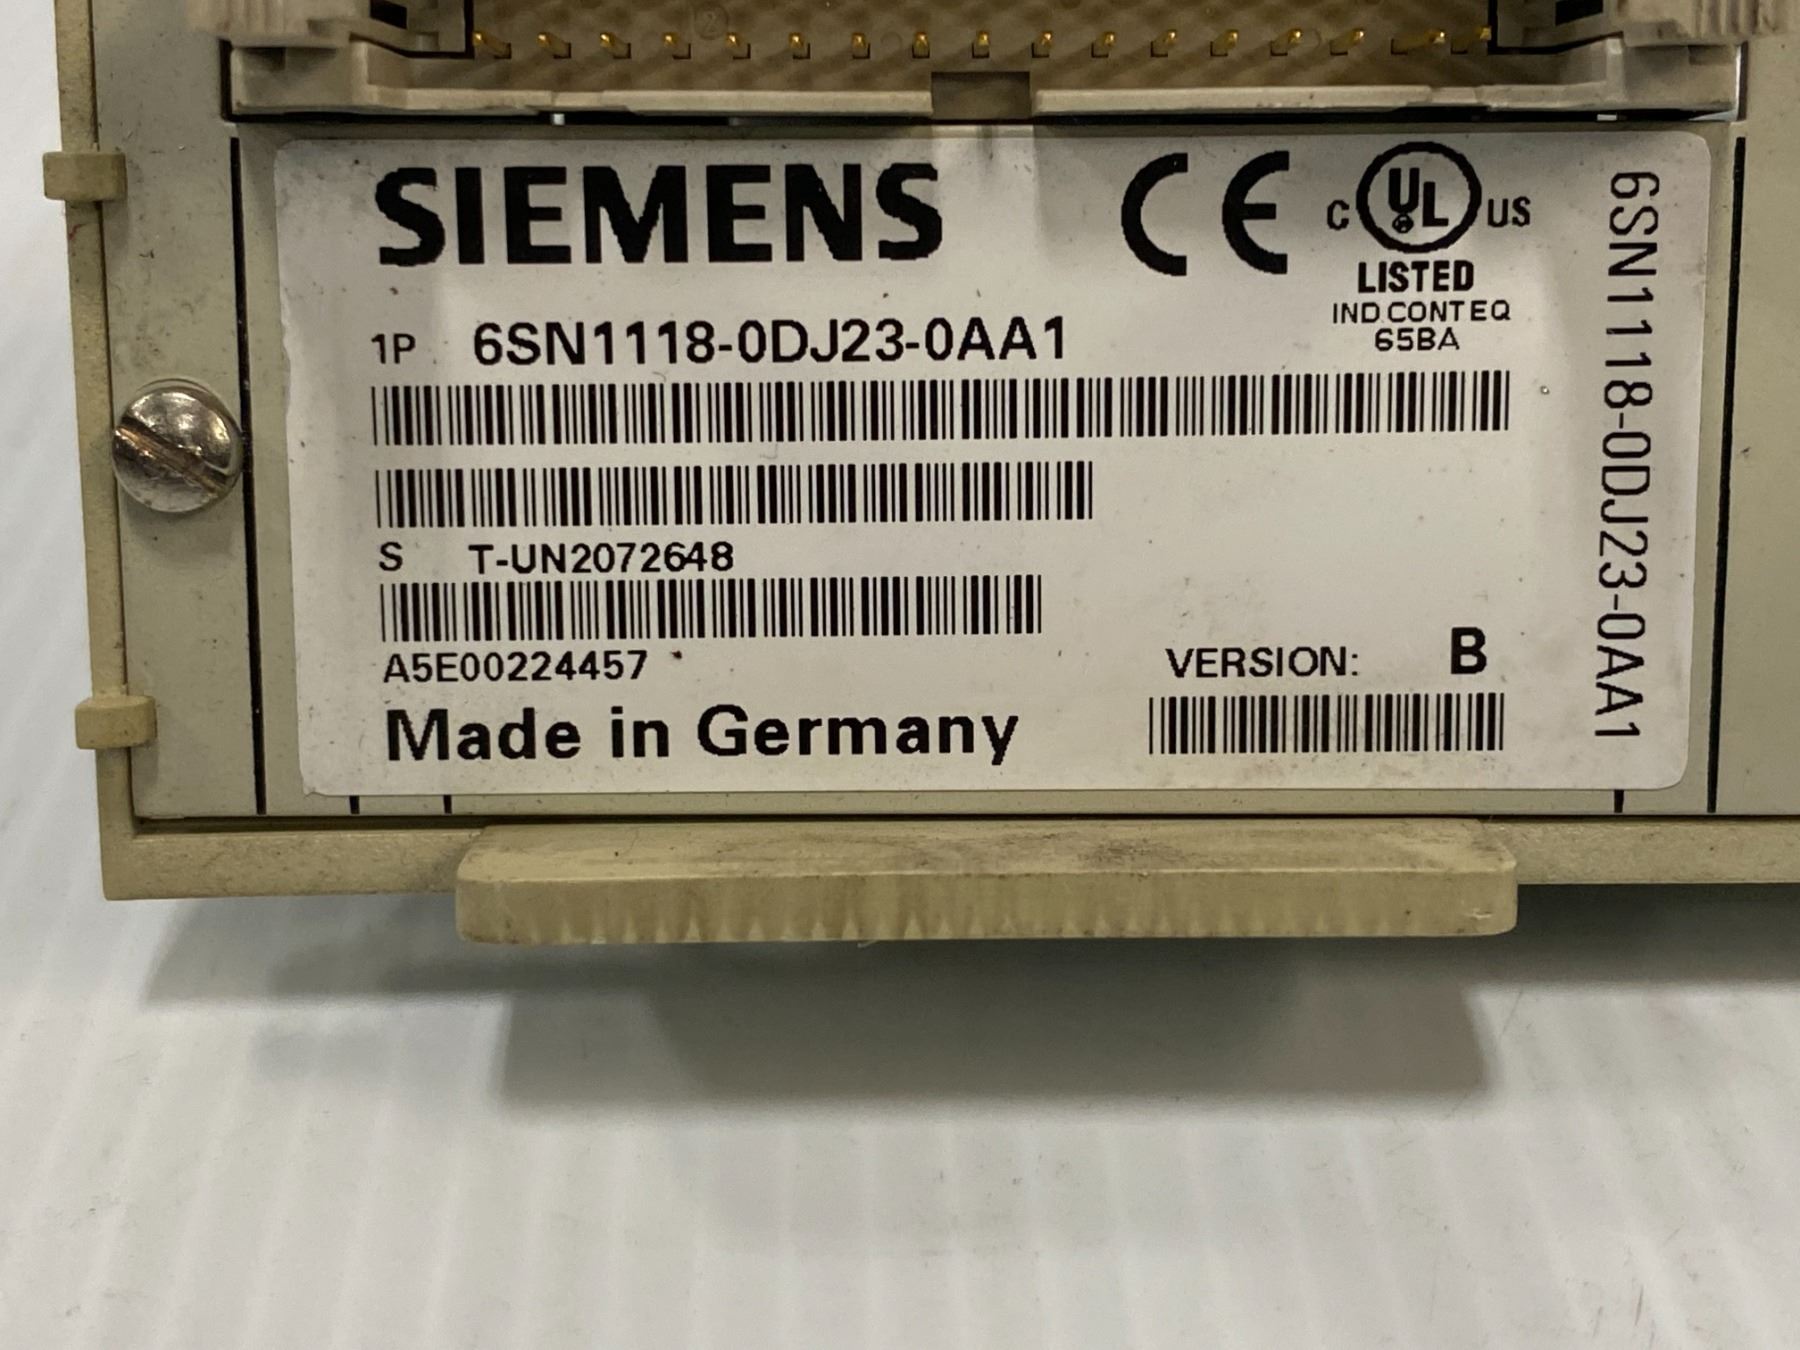 SIEMENS
CE
C UL US
LISTED
IND.CONT.EQ
65BA
1P 6SN1118-0DJ23-0AA1
S T-UN2072648
A5E00224457
VERSION: B
Made in Germany
6SN1118-0DJ23-0AA1